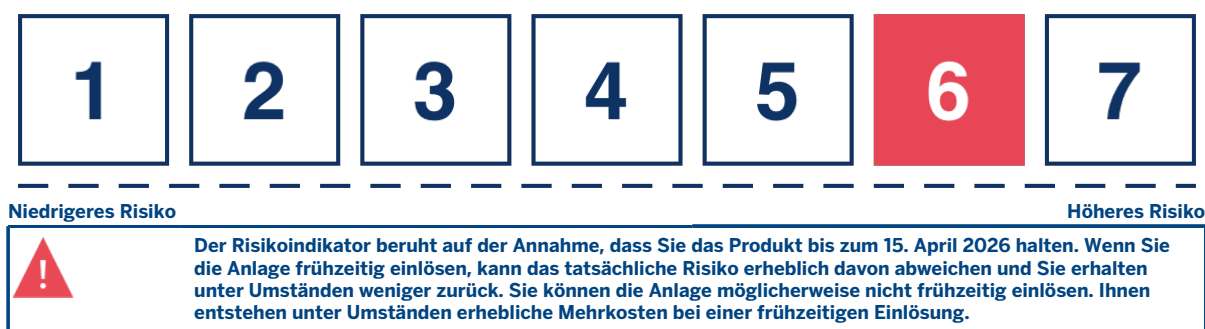 1 2 3 4 5 6 7
Niedrigeres Risiko Höheres Risiko
!
Der Risikoindikator beruht auf der Annahme, dass Sie das Produkt bis zum 15. April 2026 halten. Wenn Sie
die Anlage frühzeitig einlösen, kann das tatsächliche Risiko erheblich davon abweichen und Sie erhalten
unter Umständen weniger zurück. Sie können die Anlage möglicherweise nicht frühzeitig einlösen. Ihnen
entstehen unter Umständen erhebliche Mehrkosten bei einer frühzeitigen Einlösung.